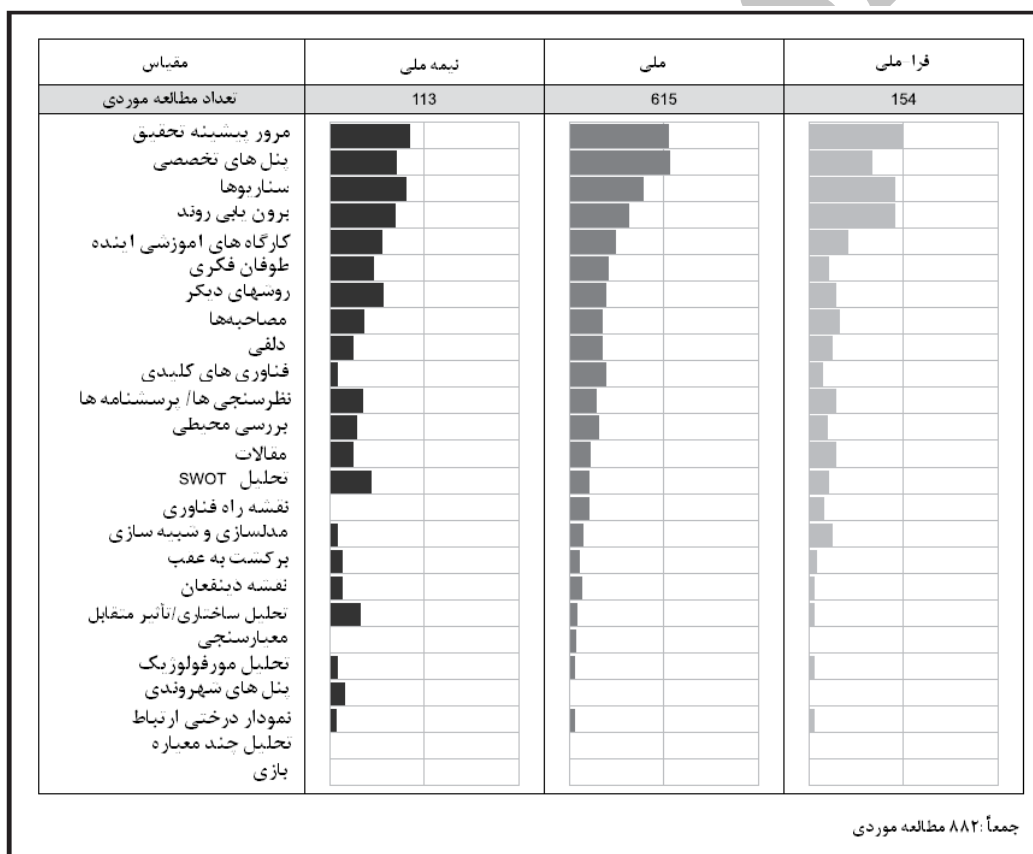 مقیاس نیمه ملی ملی فرا-ملی
تعداد مطالعه موردی 113 615 154
مرور پیشینه تحقیق
پنل های تخصصی
سناریوها
برون یابی روند
کارگاه های اموزشی اینده
طوفان فکری
روشهای دیگر
مصاحبه‌ها
دلفی
فناوری های کلیدی
نظرسنجی ها/ پرسشنامه ها
بررسی محیطی
مقالات
تحلیل SWOT
نقشه راه فناوری
مدلسازی و شبیه سازی
برگشت به عقب
نقشه ذینفعان
تحلیل ساختاری/تأثیر متقابل
معیارسنجی
تحلیل مورفولوژیک
پنل های شهروندی
نمودار درختی ارتباط
تحلیل چند معیاره
بازی
جمعاً :۸۸۲ مطالعه موردی